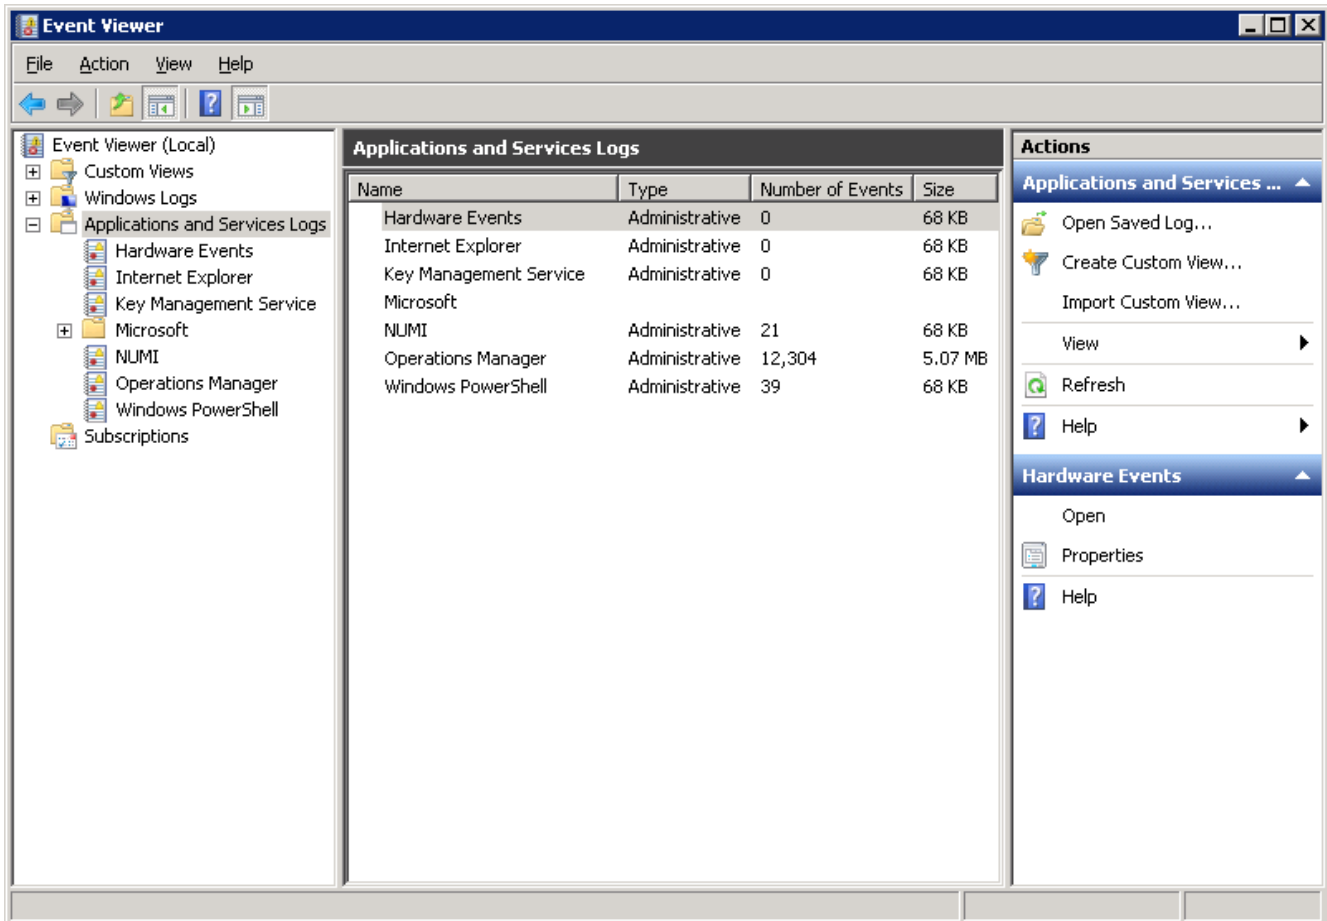 Event Viewer
File Action View Help
Event Viewer (Local)
Custom Views
Windows Logs
Applications and Services Logs
Hardware Events
Internet Explorer
Key Management Service
Microsoft
NUMI
Operations Manager
Windows PowerShell
Subscriptions
Applications and Services Logs
Name Type Number of Events Size
Hardware Events Administrative 0 68 KB
Internet Explorer Administrative 0 68 KB
Key Management Service Administrative 0 68 KB
Microsoft
NUMI Administrative 21 68 KB
Operations Manager Administrative 12,304 5.07 MB
Windows PowerShell Administrative 39 68 KB
Actions
Applications and Services ...
Open Saved Log...
Create Custom View...
Import Custom View...
View
Refresh
Help
Hardware Events
Open
Properties
Help